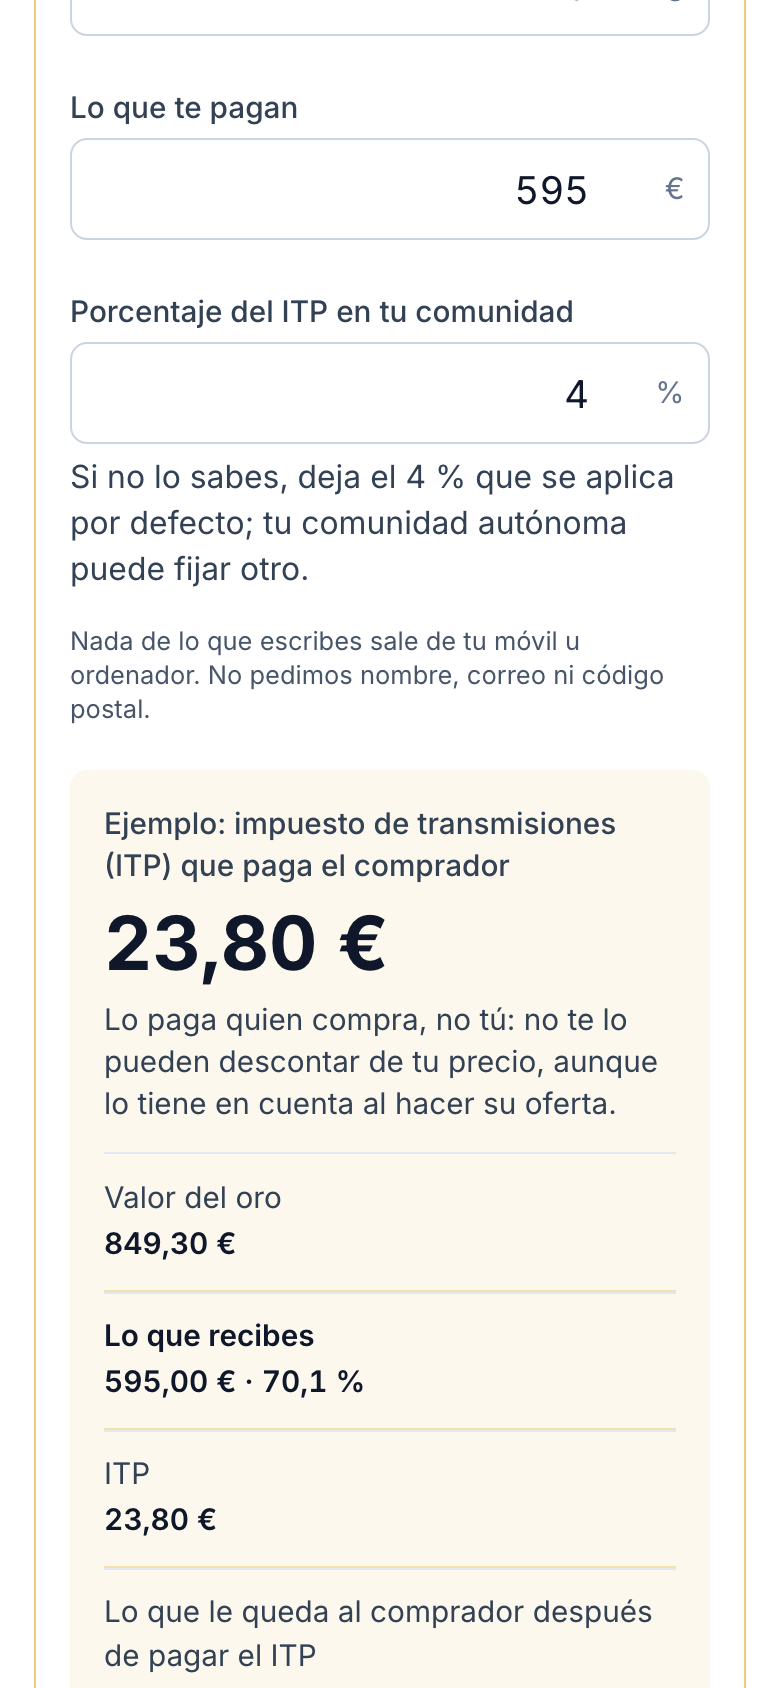 Lo que te pagan
595 €
Porcentaje del ITP en tu comunidad
4 %
Si no lo sabes, deja el 4 % que se aplica
por defecto; tu comunidad autónoma
puede fijar otro.
Nada de lo que escribes sale de tu móvil u
ordenador. No pedimos nombre, correo ni código
postal.
Ejemplo: impuesto de transmisiones
(ITP) que paga el comprador
23,80 €
Lo paga quien compra, no tú: no te lo
pueden descontar de tu precio, aunque
lo tiene en cuenta al hacer su oferta.
Valor del oro
849,30 €
Lo que recibes
595,00 € · 70,1 %
ITP
23,80 €
Lo que le queda al comprador después
de pagar el ITP